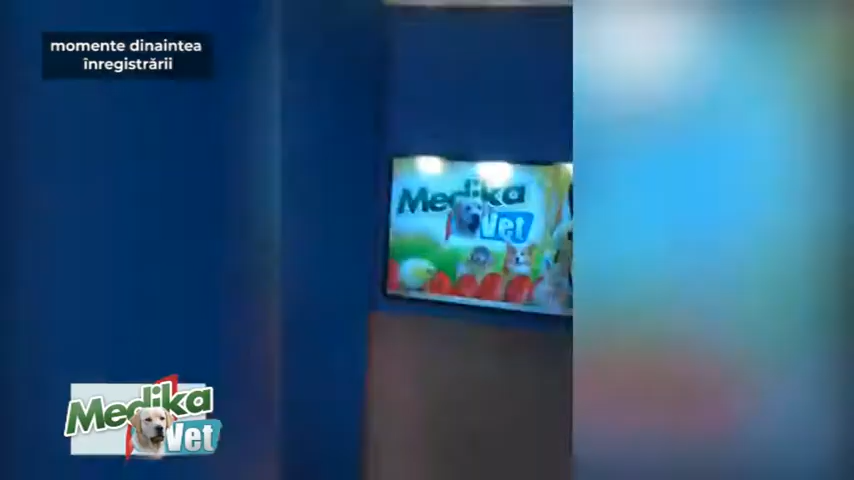 momente dinaintea
înregistrării
Medika
Vet
Medika
Vet